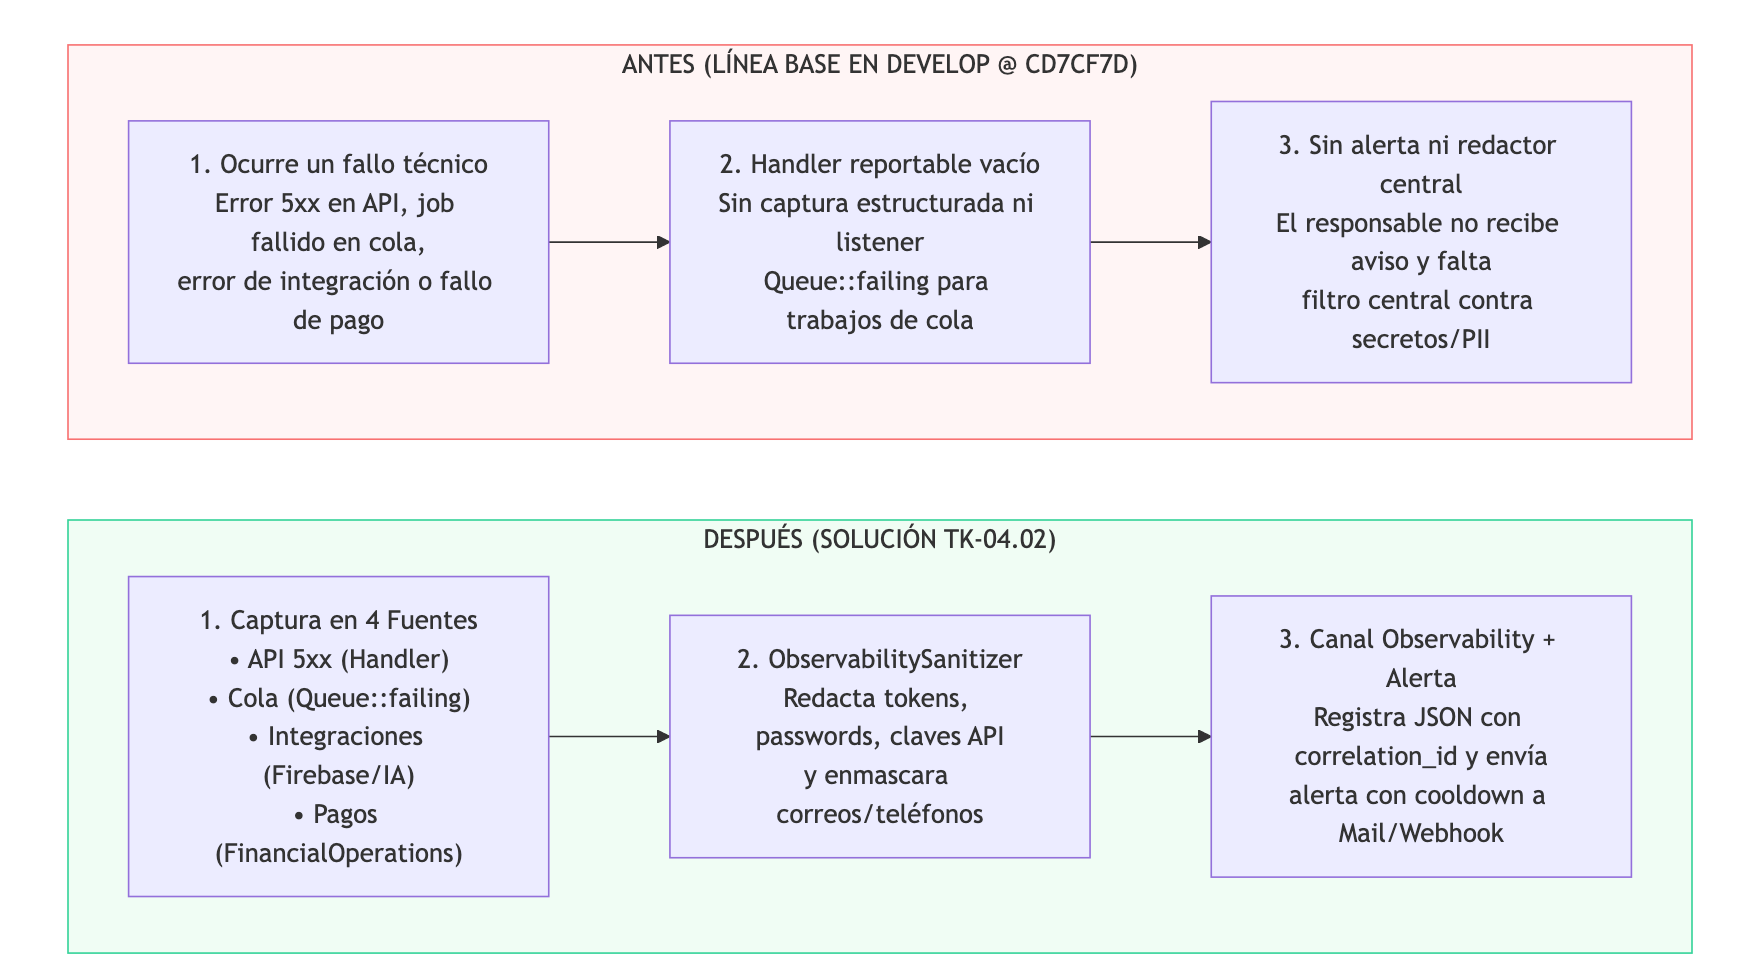 ANTES (LÍNEA BASE EN DEVELOP @ CD7CF7D)
1. Ocurre un fallo técnico
Error 5xx en API, job
fallido en cola,
error de integración o fallo
de pago
2. Handler reportable vacío
Sin captura estructurada ni
listener
Queue::failing para
trabajos de cola
3. Sin alerta ni redactor
central
El responsable no recibe
aviso y falta
filtro central contra
secretos/PII
DESPUÉS (SOLUCIÓN TK-04.02)
1. Captura en 4 Fuentes
• API 5xx (Handler)
• Cola (Queue::failing)
• Integraciones
(Firebase/IA)
• Pagos
(FinancialOperations)
2. ObservabilitySanitizer
Redacta tokens,
passwords, claves API
y enmascara
correos/teléfonos
3. Canal Observability +
Alerta
Registra JSON con
correlation_id y envía
alerta con cooldown a
Mail/Webhook